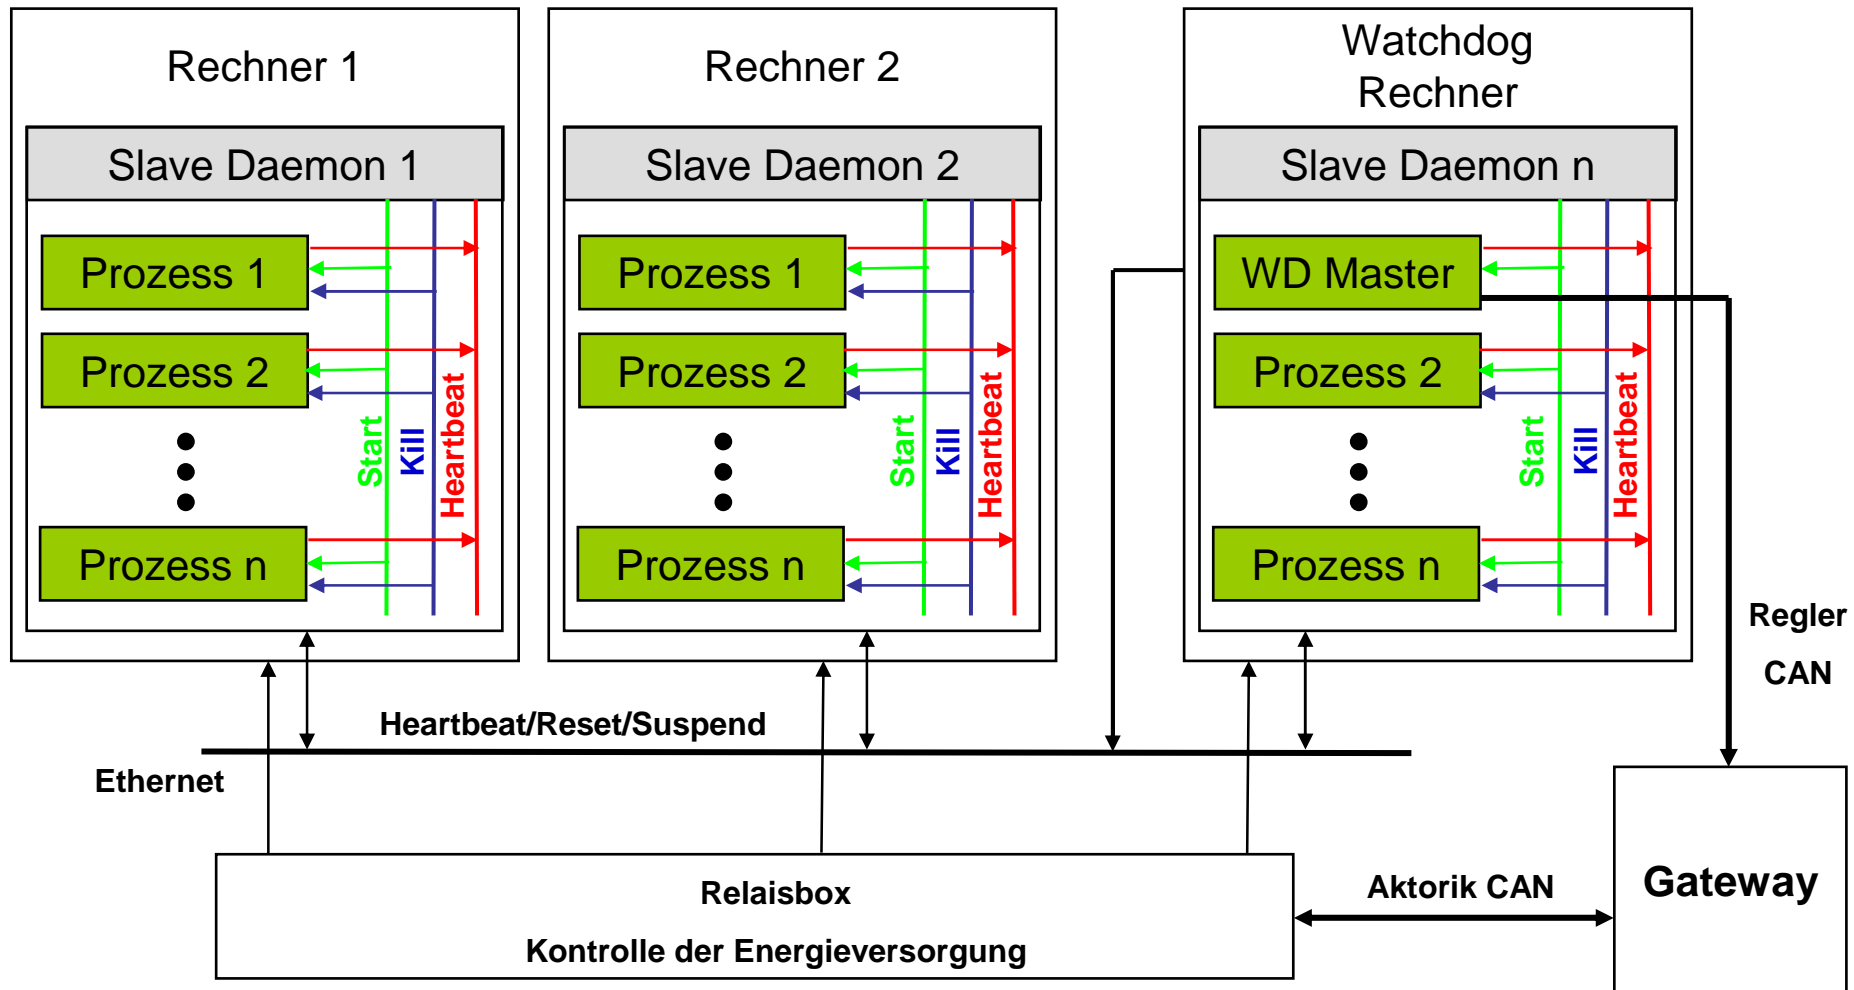 Rechner 1
Slave Daemon 1
Prozess 1
Prozess 2
Prozess n
Start
Kill
Heartbeat
Rechner 2
Slave Daemon 2
Prozess 1
Prozess 2
Prozess n
Start
Kill
Heartbeat
Watchdog
Rechner
Slave Daemon n
WD Master
Prozess 2
Prozess n
Start
Kill
Heartbeat
Regler
CAN
Heartbeat/Reset/Suspend
Ethernet
Relaisbox
Kontrolle der Energieversorgung
Aktorik CAN
Gateway